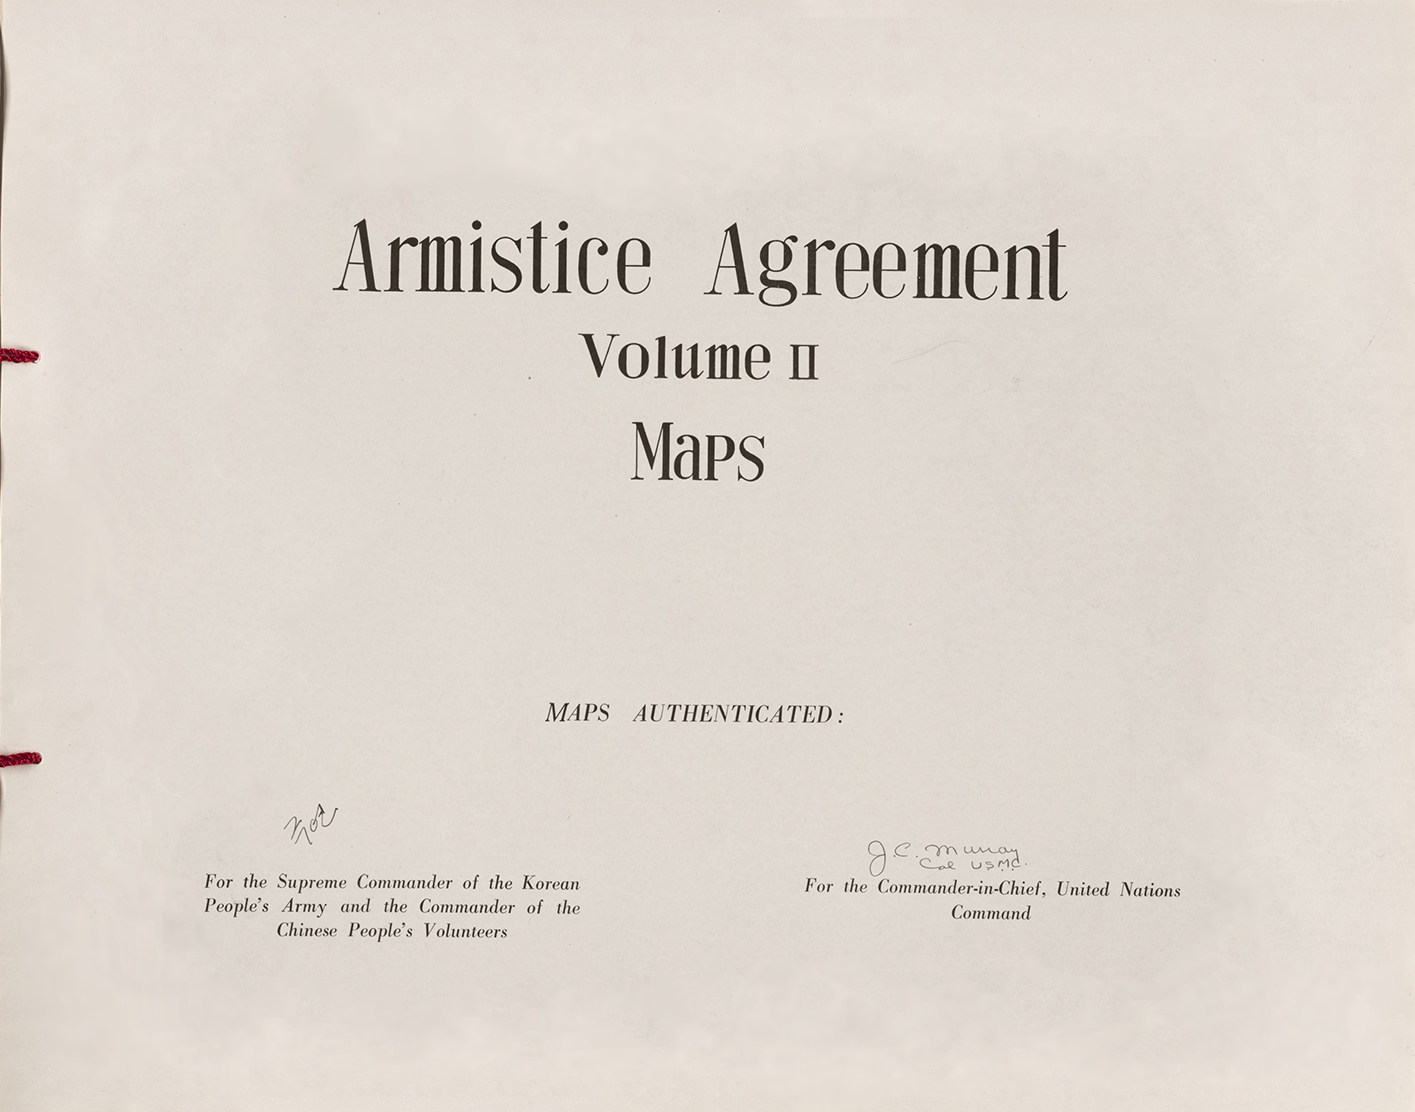 Armistice Agreement
Volume II
Maps
MAPS AUTHENTICATED:
J. C. Murray
Col USMC.
For the Supreme Commander of the Korean
People's Army and the Commander of the
Chinese People's Volunteers
For the Commander-in-Chief, United Nations
Command